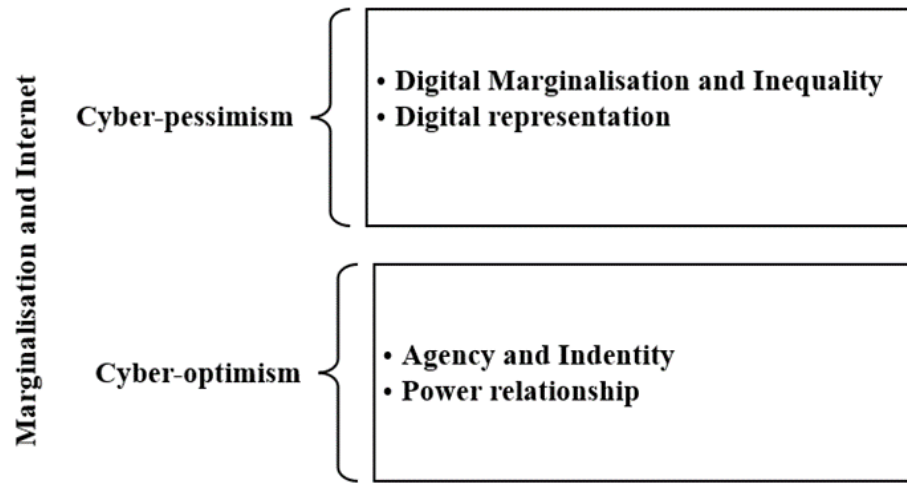 Marginalisation and Internet
Cyber-pessimism
• Digital Marginalisation and Inequality
• Digital representation
Cyber-optimism
• Agency and Indentity
• Power relationship